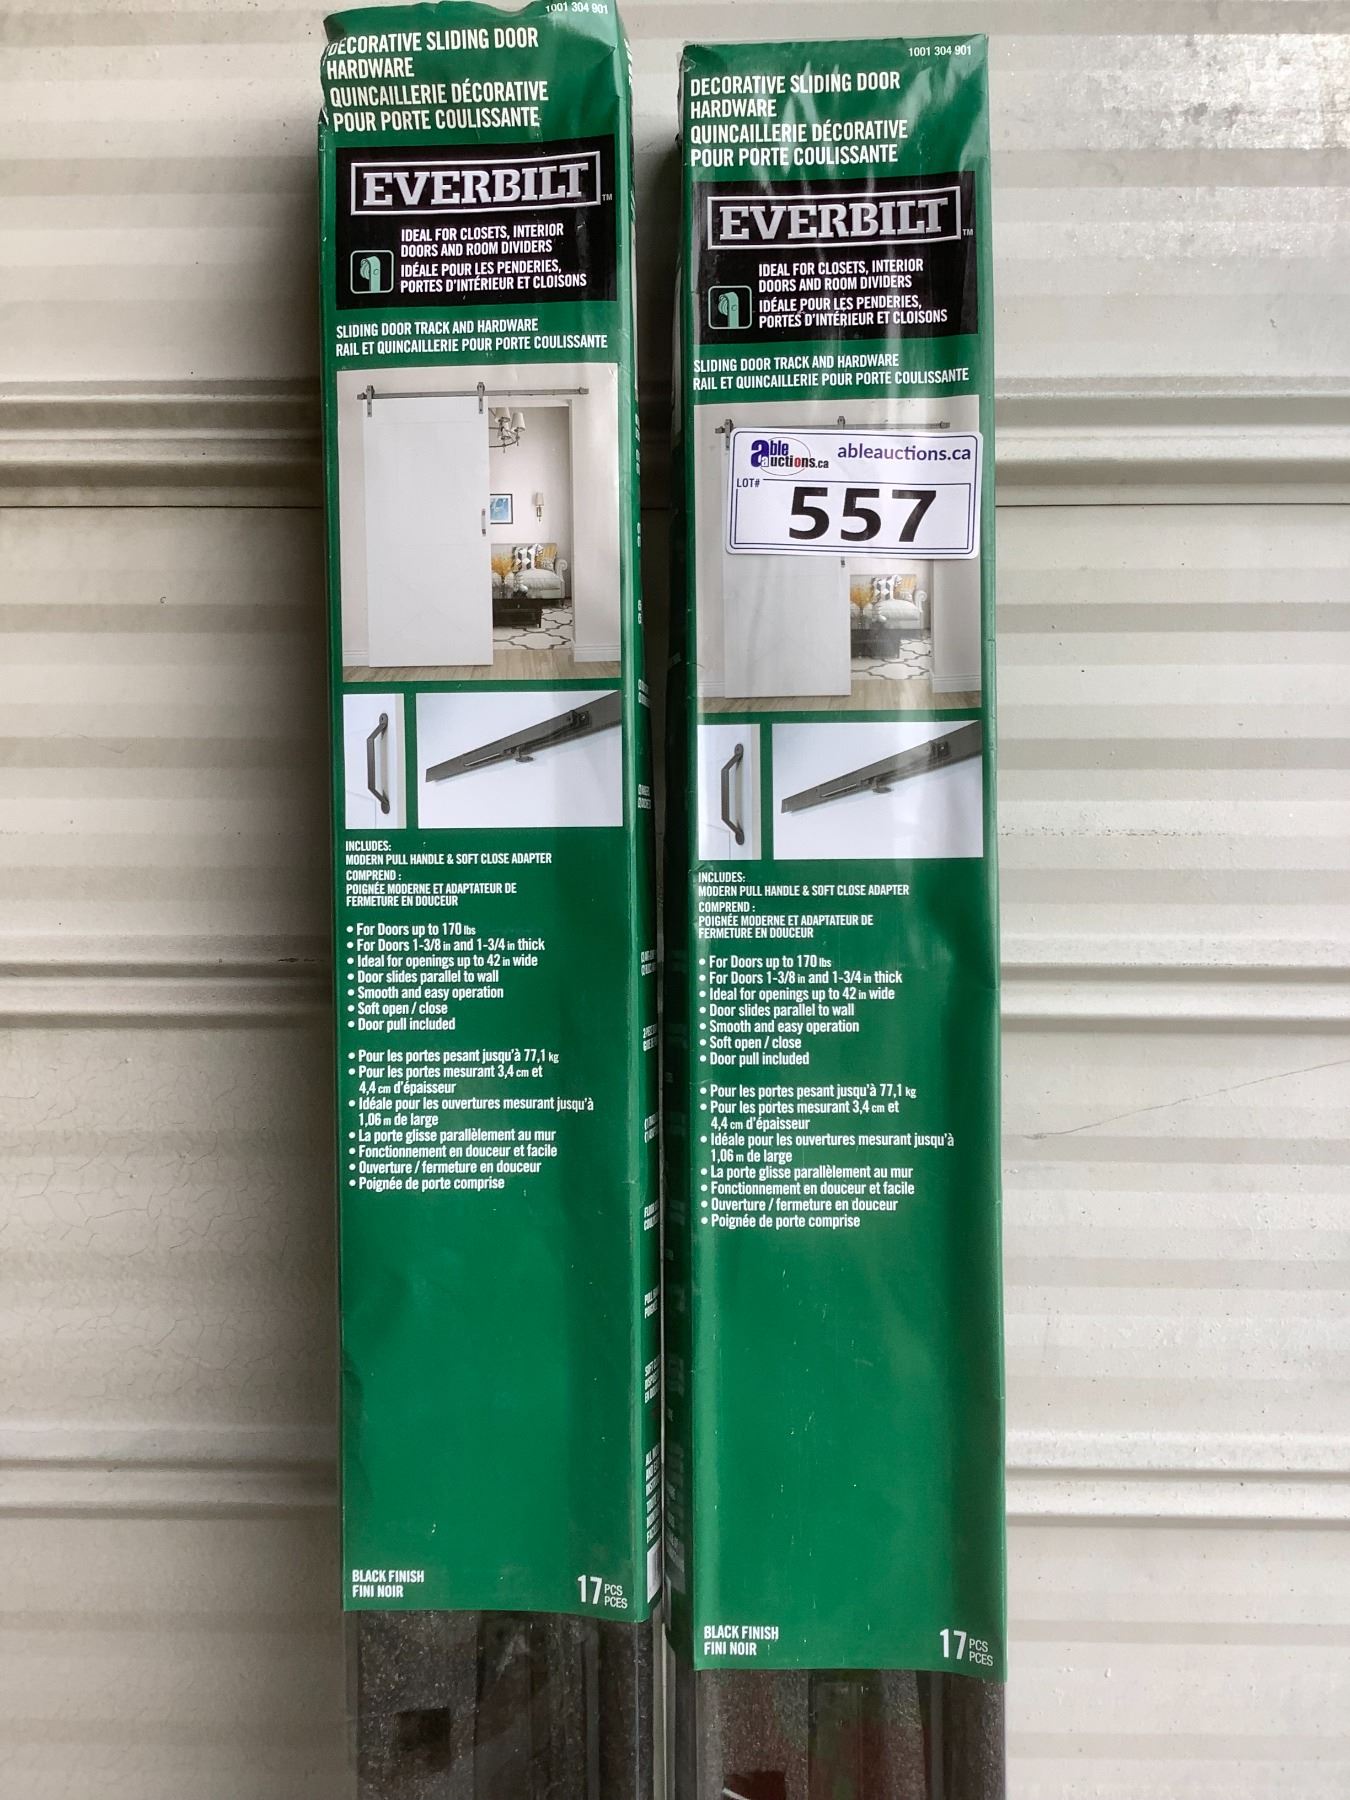 1001 304 901
DECORATIVE SLIDING DOOR
HARDWARE
QUINCAILLERIE DÉCORATIVE
POUR PORTE COULISSANTE
EVERBILT™
IDEAL FOR CLOSETS, INTERIOR
DOORS AND ROOM DIVIDERS
IDÉALE POUR LES PENDERIES,
PORTES D'INTÉRIEUR ET CLOISONS
SLIDING DOOR TRACK AND HARDWARE
RAIL ET QUINCAILLERIE POUR PORTE COULISSANTE
INCLUDES:
MODERN PULL HANDLE & SOFT CLOSE ADAPTER
COMPREND :
POIGNÉE MODERNE ET ADAPTATEUR DE
FERMETURE EN DOUCEUR
• For Doors up to 170 lbs
• For Doors 1-3/8 in and 1-3/4 in thick
• Ideal for openings up to 42 in wide
• Door slides parallel to wall
• Smooth and easy operation
• Soft open / close
• Door pull included
• Pour les portes pesant jusqu'à 77,1 kg
• Pour les portes mesurant 3,4 cm et
4,4 cm d'épaisseur
• Idéale pour les ouvertures mesurant jusqu'à
1,06 m de large
• La porte glisse parallèlement au mur
• Fonctionnement en douceur et facile
• Ouverture / fermeture en douceur
• Poignée de porte comprise
BLACK FINISH
FINI NOIR
17 PCS
PCES
1001 304 901
DECORATIVE SLIDING DOOR
HARDWARE
QUINCAILLERIE DÉCORATIVE
POUR PORTE COULISSANTE
EVERBILT™
IDEAL FOR CLOSETS, INTERIOR
DOORS AND ROOM DIVIDERS
IDÉALE POUR LES PENDERIES,
PORTES D'INTÉRIEUR ET CLOISONS
SLIDING DOOR TRACK AND HARDWARE
RAIL ET QUINCAILLERIE POUR PORTE COULISSANTE
able auctions.ca
ableauctions.ca
LOT#
557
INCLUDES:
MODERN PULL HANDLE & SOFT CLOSE ADAPTER
COMPREND :
POIGNÉE MODERNE ET ADAPTATEUR DE
FERMETURE EN DOUCEUR
• For Doors up to 170 lbs
• For Doors 1-3/8 in and 1-3/4 in thick
• Ideal for openings up to 42 in wide
• Door slides parallel to wall
• Smooth and easy operation
• Soft open / close
• Door pull included
• Pour les portes pesant jusqu'à 77,1 kg
• Pour les portes mesurant 3,4 cm et
4,4 cm d'épaisseur
• Idéale pour les ouvertures mesurant jusqu'à
1,06 m de large
• La porte glisse parallèlement au mur
• Fonctionnement en douceur et facile
• Ouverture / fermeture en douceur
• Poignée de porte comprise
BLACK FINISH
FINI NOIR
17 PCS
PCES